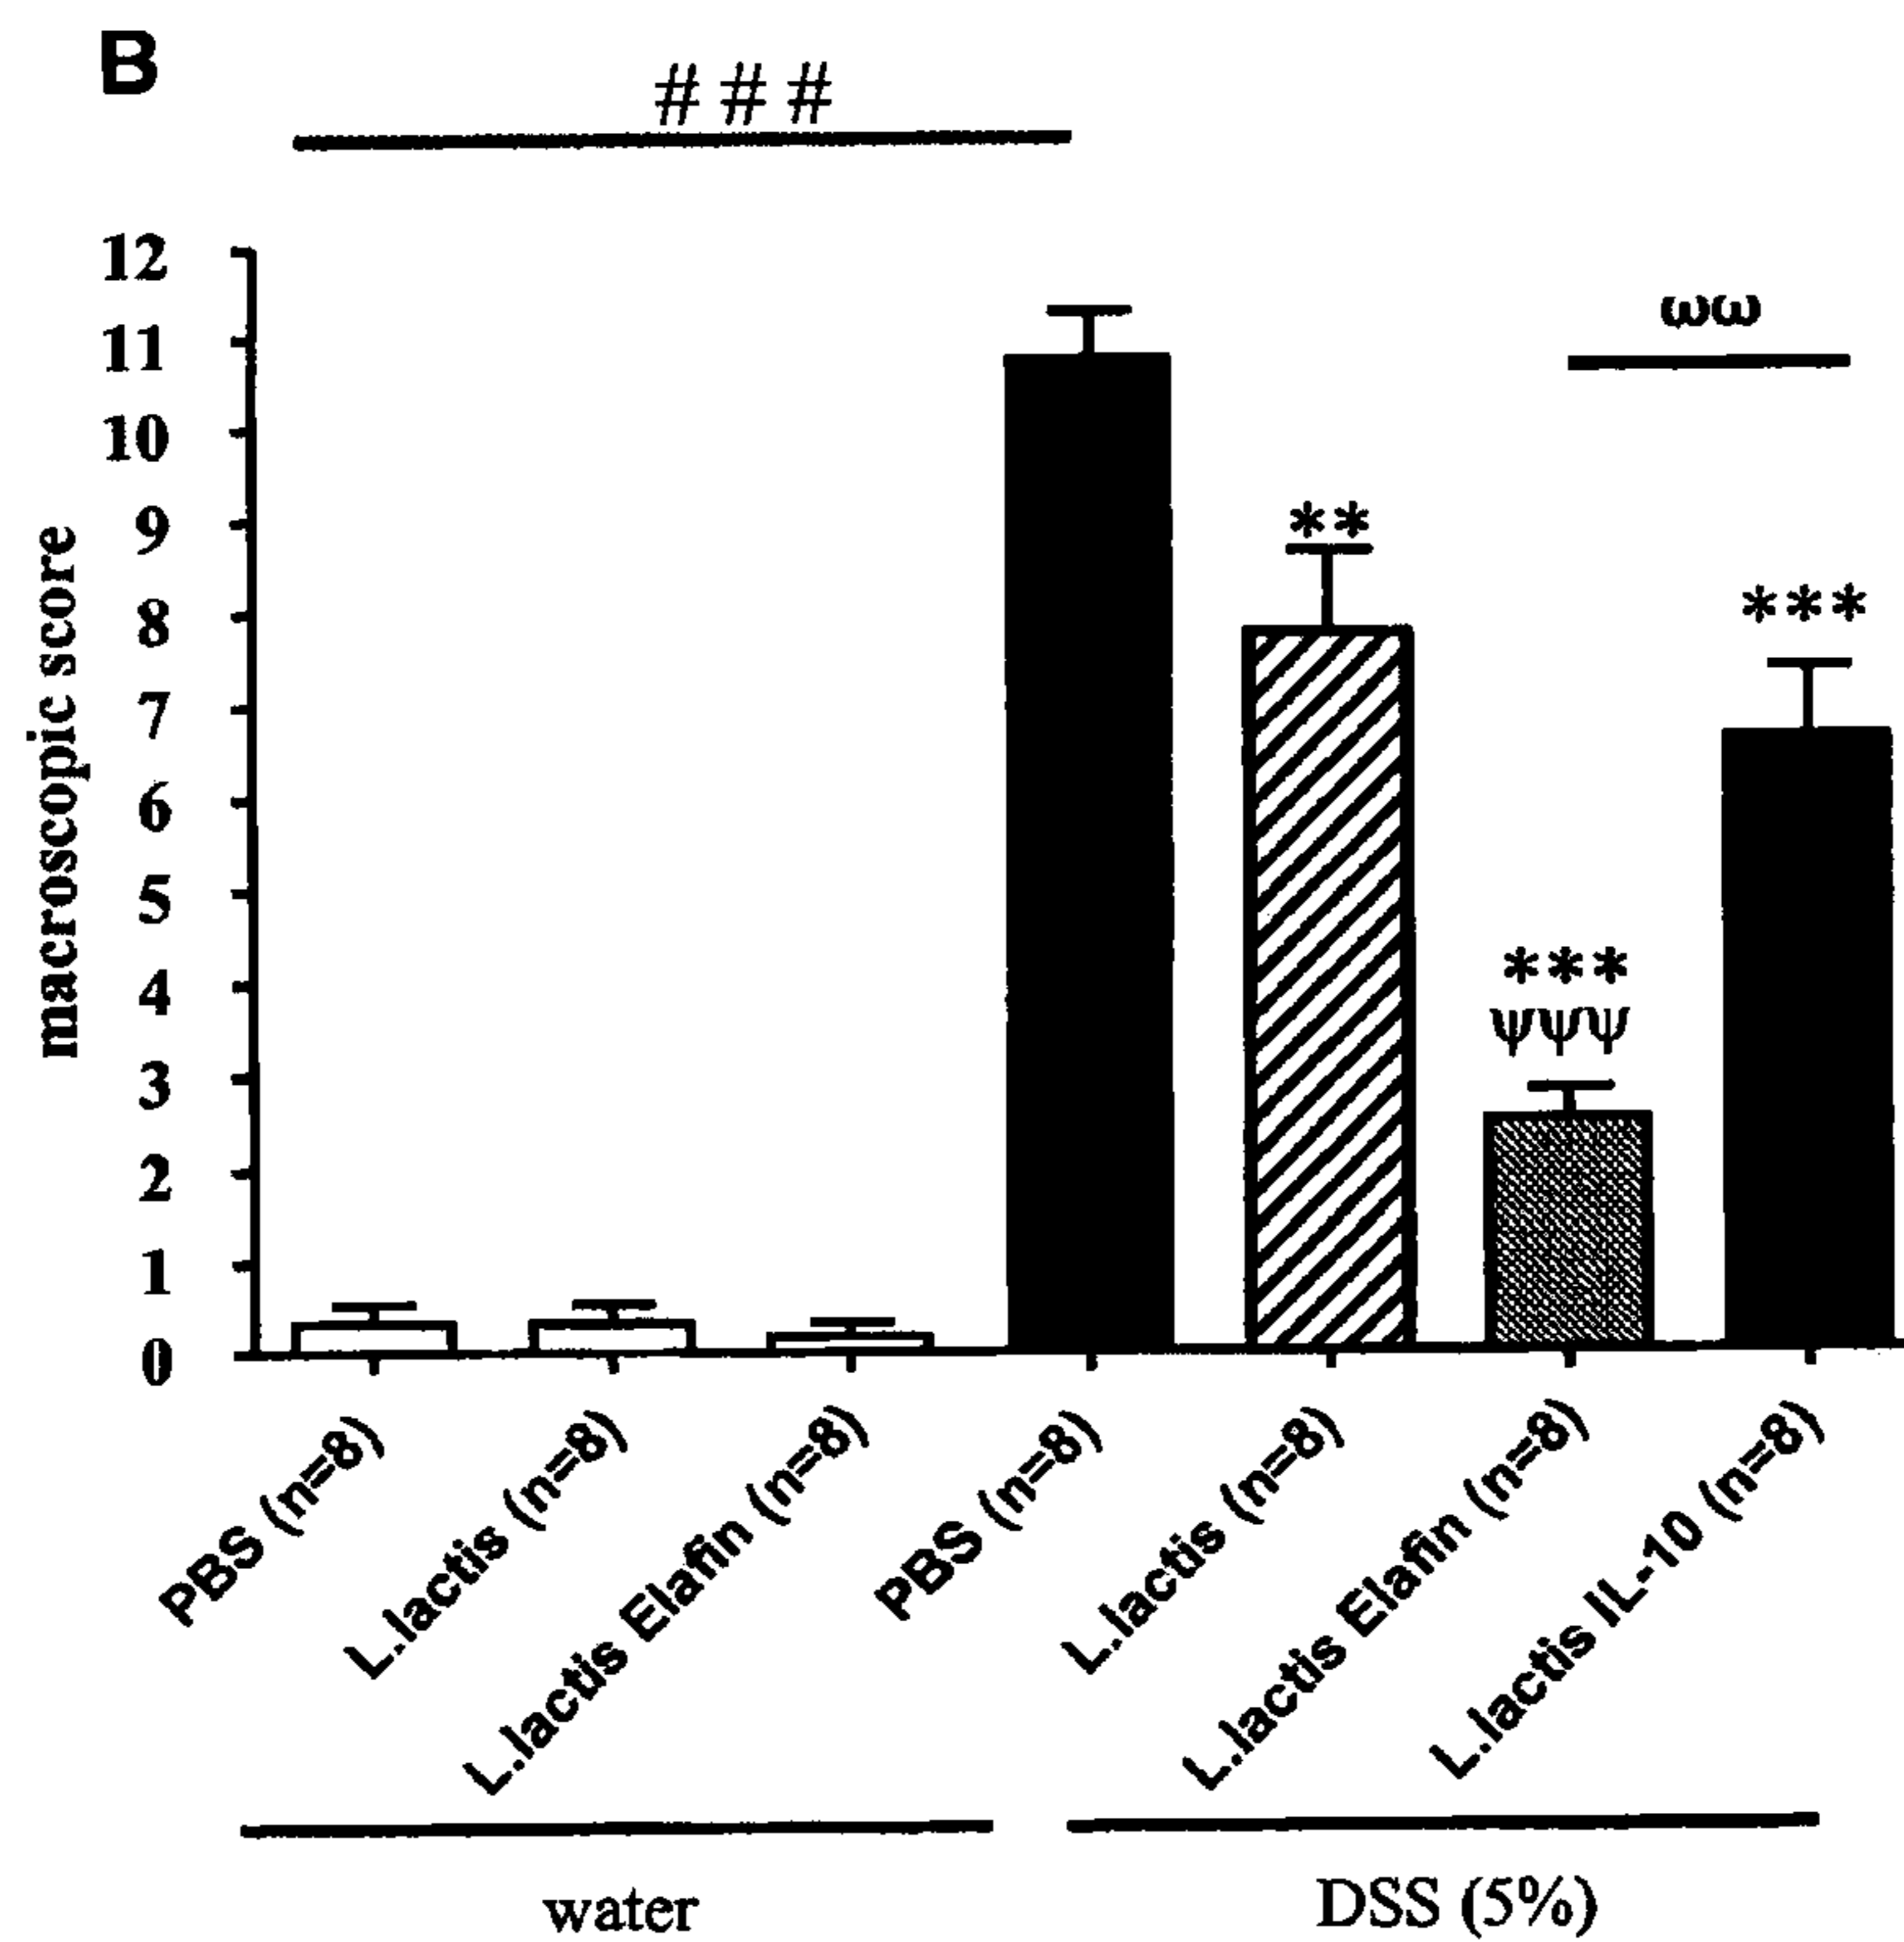 B
###
12
11
10
9
8
7
6
5
4
3
2
1
0
macroscopic score
**
***
ψψψ
ωω
***
PBS (n=8)
L.lactis (n=8)
L.lactis Elafin (n=8)
PBS (n=8)
L.lactis (n=8)
L.lactis Elafin (n=8)
L.lactis IL-10 (n=8)
water
DSS (5%)